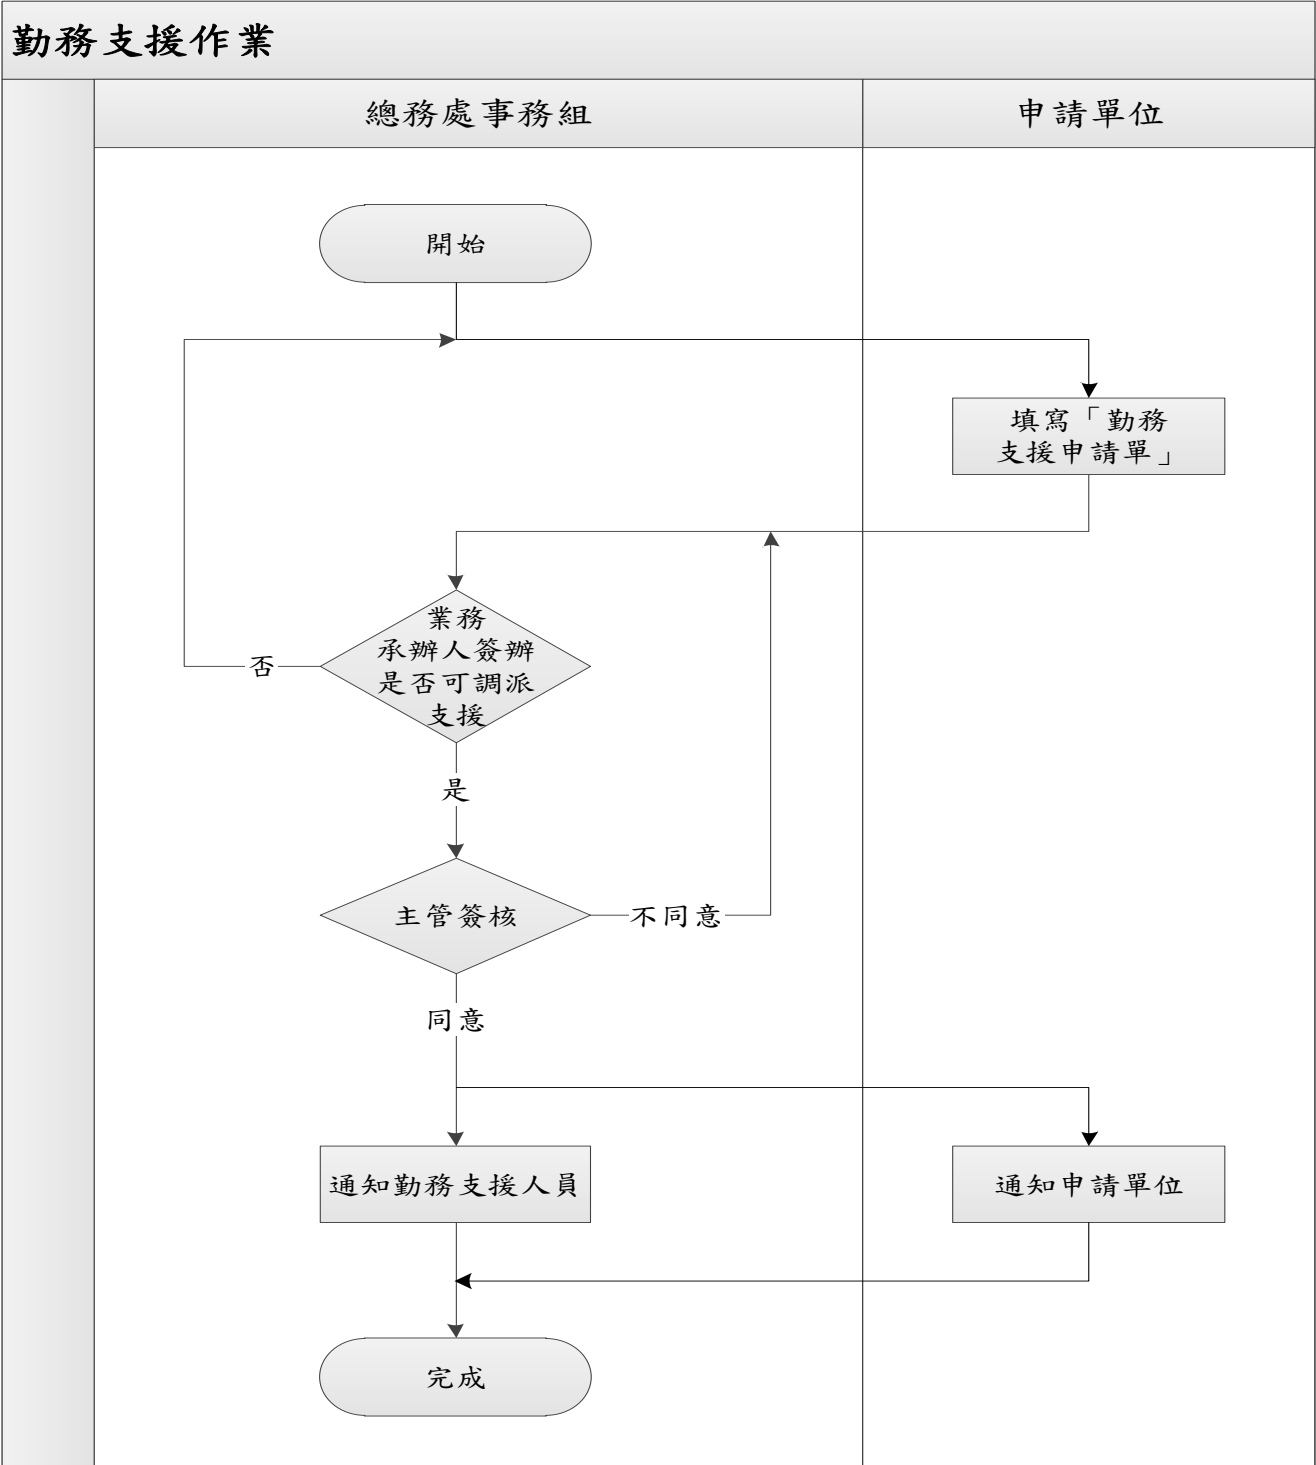 勤務支援作業
總務處事務組
申請單位
開始
填寫「勤務
支援申請單」
業務
承辦人簽辦
是否可調派
支援
否
是
主管簽核
不同意
同意
通知勤務支援人員
通知申請單位
完成